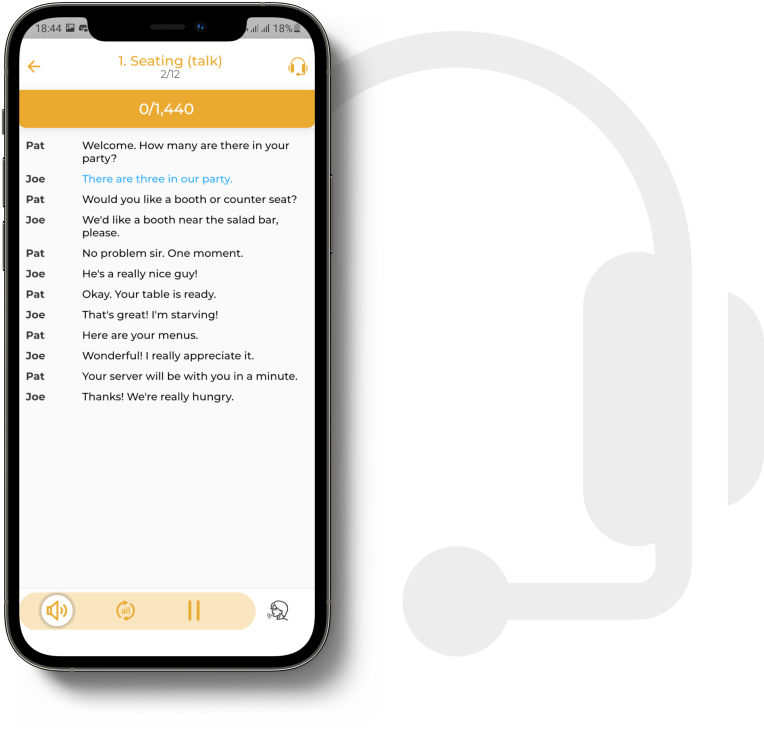 18:44 18%
1. Seating (talk)
2/12
0/1,440
Pat Welcome. How many are there in your
party?
Joe There are three in our party.
Pat Would you like a booth or counter seat?
Joe We'd like a booth near the salad bar,
please.
Pat No problem sir. One moment.
Joe He's a really nice guy!
Pat Okay. Your table is ready.
Joe That's great! I'm starving!
Pat Here are your menus.
Joe Wonderful! I really appreciate it.
Pat Your server will be with you in a minute.
Joe Thanks! We're really hungry.
all